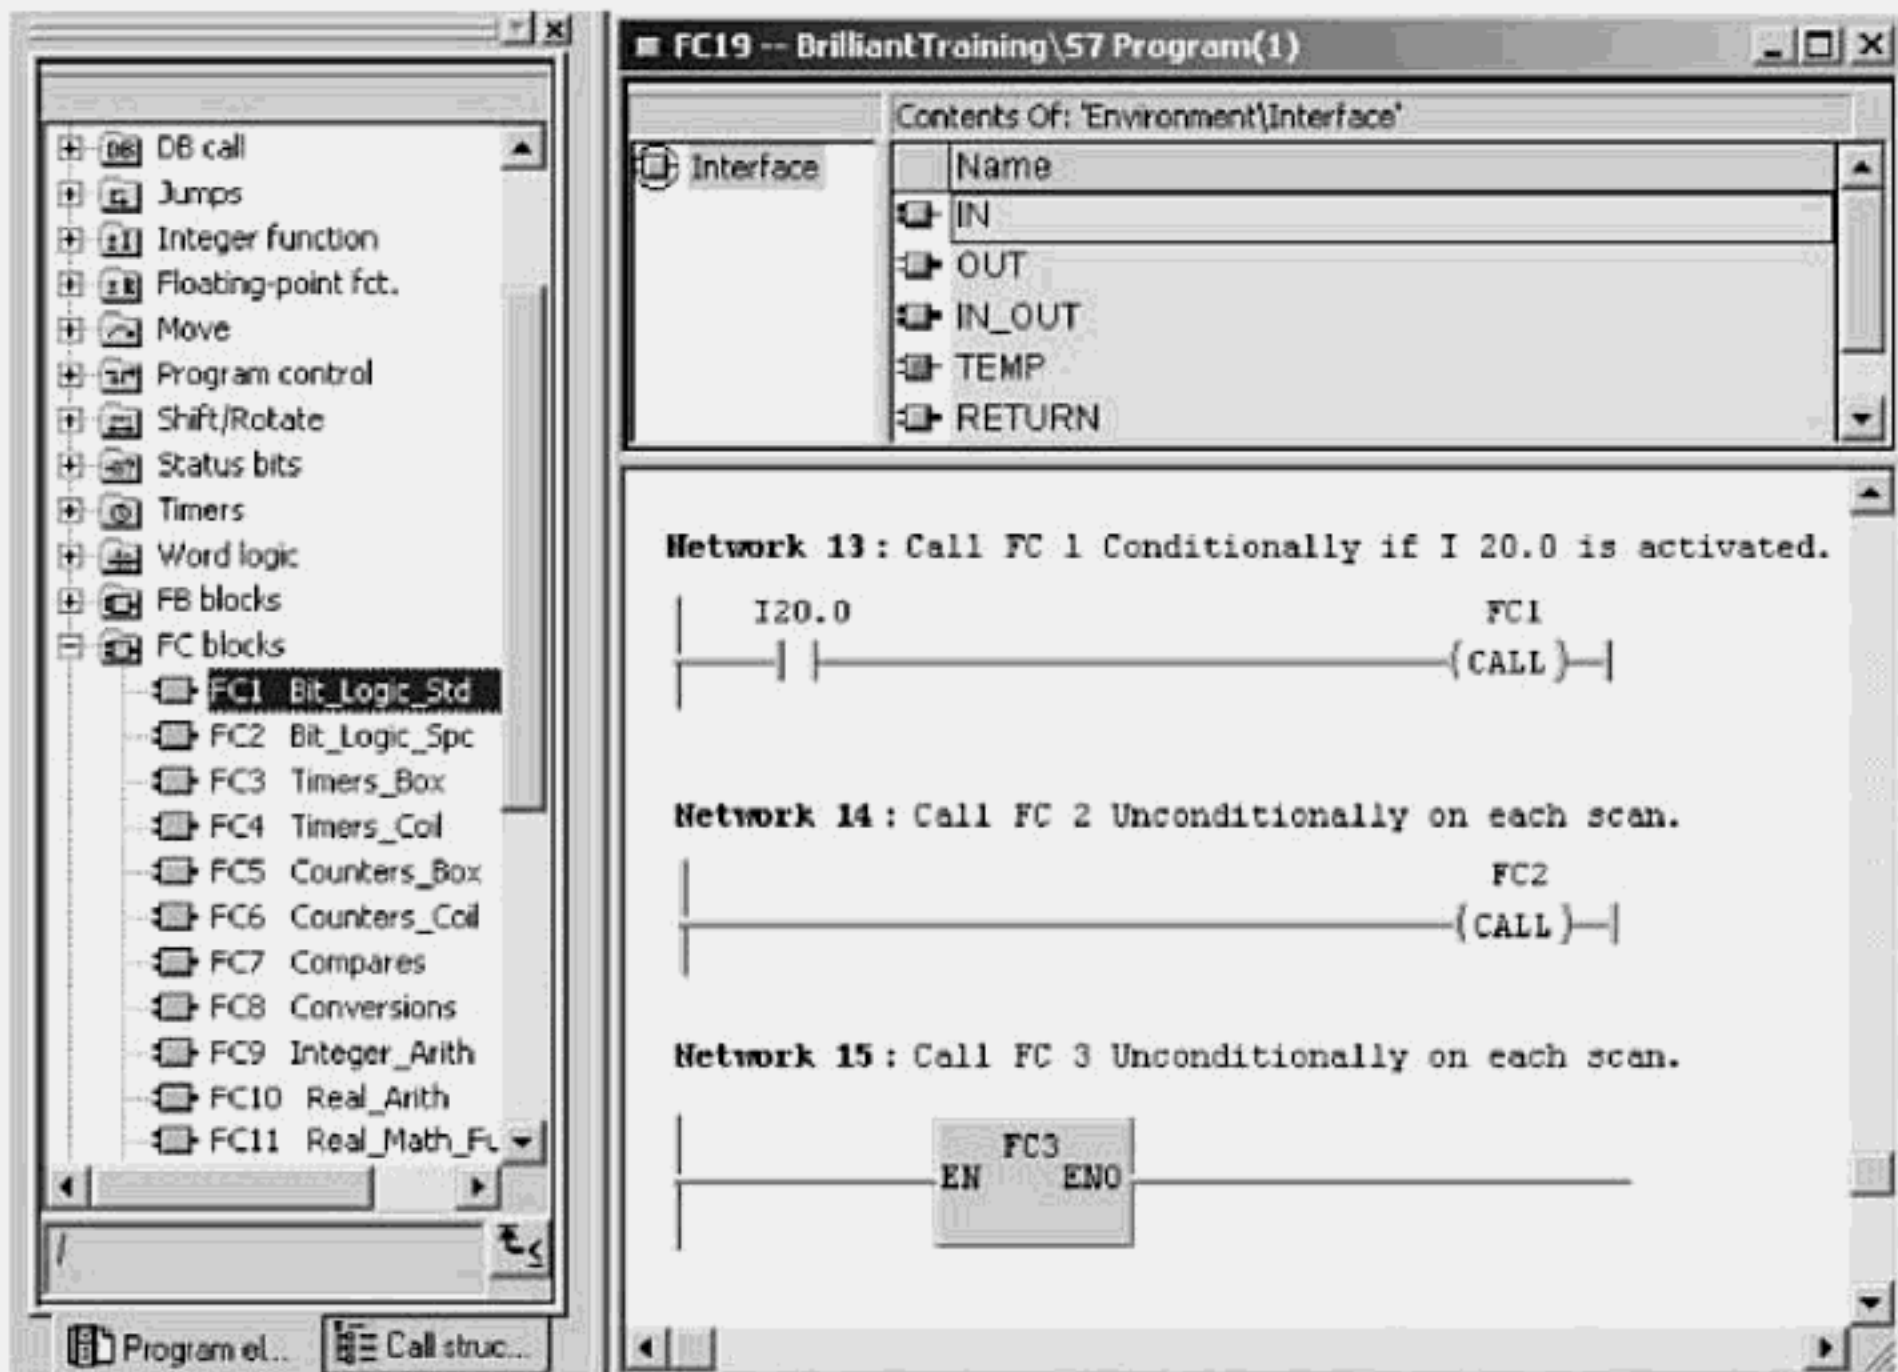 DB call
Jumps
Integer function
Floating-point fct.
Move
Program control
Shift/Rotate
Status bits
Timers
Word logic
FB blocks
FC blocks
FC1 Bit_Logic_Std
FC2 Bit_Logic_Spc
FC3 Timers_Box
FC4 Timers_Coil
FC5 Counters_Box
FC6 Counters_Coil
FC7 Compares
FC8 Conversions
FC9 Integer_Arith
FC10 Real_Arith
FC11 Real_Math_Fu
/
Program el...
Call struc...
FC19 -- BrilliantTraining\S7 Program(1)
Contents Of: 'Environment\Interface'
Interface
Name
IN
OUT
IN_OUT
TEMP
RETURN
Network 13 : Call FC 1 Conditionally if I 20.0 is activated.
I20.0 FC1
(CALL)
Network 14 : Call FC 2 Unconditionally on each scan.
FC2
(CALL)
Network 15 : Call FC 3 Unconditionally on each scan.
FC3
EN ENO